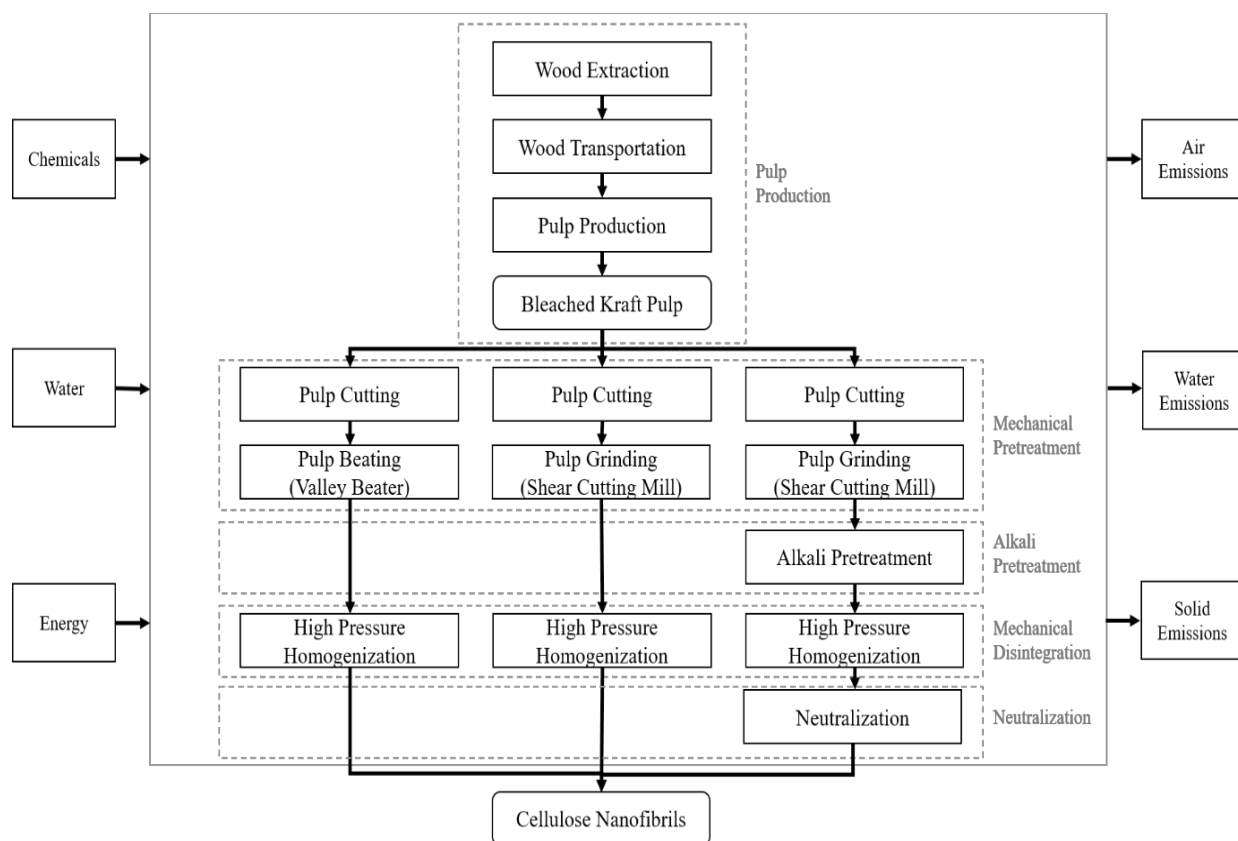 Wood Extraction
Wood Transportation
Pulp Production
Bleached Kraft Pulp
Pulp
Production
Chemicals
Water
Energy
Air
Emissions
Water
Emissions
Solid
Emissions
Pulp Cutting
Pulp Cutting
Pulp Cutting
Pulp Beating
(Valley Beater)
Pulp Grinding
(Shear Cutting Mill)
Pulp Grinding
(Shear Cutting Mill)
Mechanical
Pretreatment
Alkali Pretreatment
Alkali
Pretreatment
High Pressure
Homogenization
High Pressure
Homogenization
High Pressure
Homogenization
Mechanical
Disintegration
Neutralization
Neutralization
Cellulose Nanofibrils